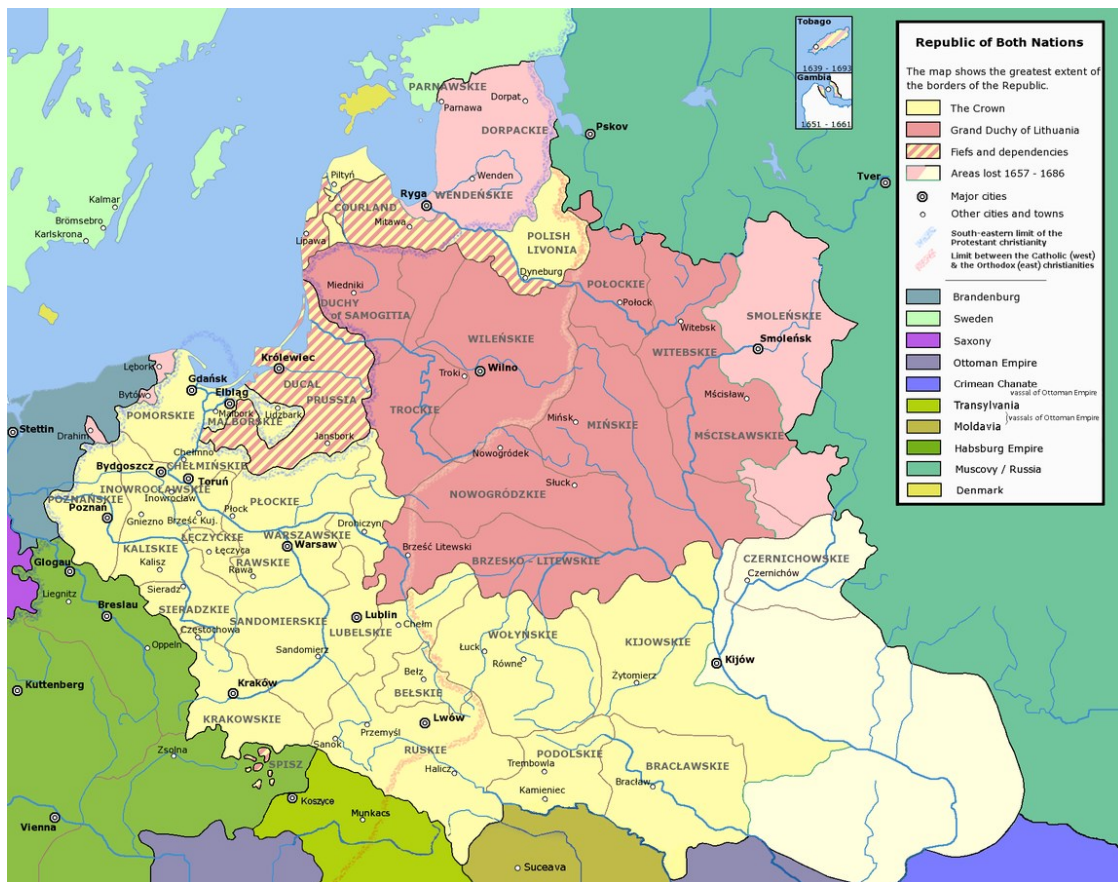 Tobago
1639 - 1693
Gambia
1651 - 1661
Republic of Both Nations
The map shows the greatest extent of
the borders of the Republic.
The Crown
Grand Duchy of Lithuania
Fiefs and dependencies
Areas lost 1657 - 1686
Major cities
Other cities and towns
South-eastern limit of the
Protestant christianity
Limit between the Catholic (west)
& the Orthodox (east) christianities
Brandenburg
Sweden
Saxony
Ottoman Empire
Crimean Chanate
vassal of Ottoman Empire
Transylvania
Moldavia
vassals of Ottoman Empire
Habsburg Empire
Muscovy / Russia
Denmark
PARNAWSKIE
Parnawa
Dorpat
DORPACKIE
Pskov
Tver
Piltyń
Wenden
WENDEŃSKIE
Ryga
Kalmar
Brömsebro
Karlskrona
COURLAND
Mitawa
Lipawa
POLISH
LIVONIA
Dyneburg
Miedniki
DUCHY
of SAMOGITIA
POŁOCKIE
Połock
Witebsk
SMOLEŃSKIE
Smoleńsk
WILEŃSKIE
WITEBSKIE
Królewiec
Troki
Wilno
Lębork
Gdańsk
Elbląg
DUCAL
PRUSSIA
Bytów
POMORSKIE
Malbork
Lidzbark
MALBORSKIE
TROCKIE
Mińsk
MIŃSKIE
Mścisław
MŚCISŁAWSKIE
Stettin
Drahim
Jansbork
Nowogródek
Chełmno
CHEŁMIŃSKIE
Bydgoszcz
Toruń
INOWROCŁAWSKIE
Inowrocław
PŁOCKIE
NOWOGRÓDZKIE
Słuck
POZNAŃSKIE
Poznań
Gniezno
Brześć Kuj.
Płock
Drohiczyn
ŁĘCZYCKIE
Łęczyca
WARSZAWSKIE
Warsaw
Brześć Litewski
BRZESKO - LITEWSKIE
CZERNICHOWSKIE
Czernichów
KALISKIE
Kalisz
RAWSKIE
Rawa
Glogau
Liegnitz
Sieradz
SIERADZKIE
Breslau
SANDOMIERSKIE
Lublin
LUBELSKIE
Chełm
WOŁYŃSKIE
KIJOWSKIE
Częstochowa
Oppeln
Sandomierz
Łuck
Równe
Kijów
Żytomierz
Kuttenberg
Kraków
Bełz
BEŁSKIE
KRAKOWSKIE
Przemyśl
Lwów
Sanok
RUSKIE
Halicz
PODOLSKIE
Trembowla
BRACŁAWSKIE
Bracław
Kamieniec
Zsolna
SPISZ
Koszyce
Munkacs
Vienna
Suceava